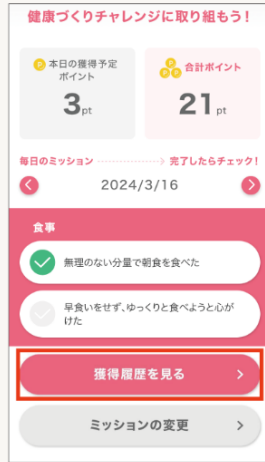 健康づくりチャレンジに取り組もう！
P 本日の獲得予定
ポイント
3pt
合計ポイント
21pt
毎日のミッション
完了したらチェック！
2024/3/16
食事
無理のない分量で朝食を食べた
早食いをせず、ゆっくりと食べようと心が
けた
獲得履歴を見る
ミッションの変更